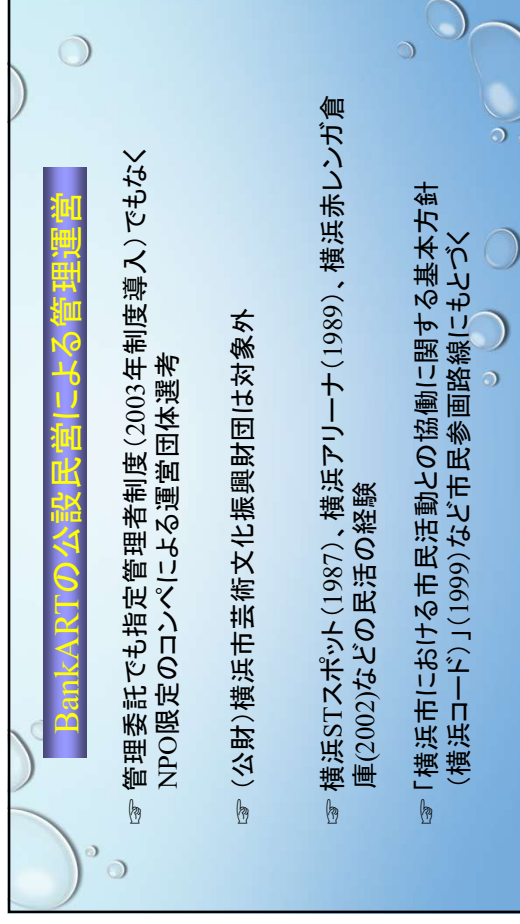 BankARTの公設民営による管理運営
☞ 管理委託でも指定管理者制度（2003年制度導入）でもなく
NPO限定のコンペによる運営団体選考
☞ （公財）横浜市芸術文化振興財団は対象外
☞ 横浜STスポット（1987）、横浜アリーナ（1989）、横浜赤レンガ倉
庫(2002)などの民活の経験
☞ 「横浜市における市民活動との協働に関する基本方針
（横浜コード）」（1999）など市民参画路線にもとづく